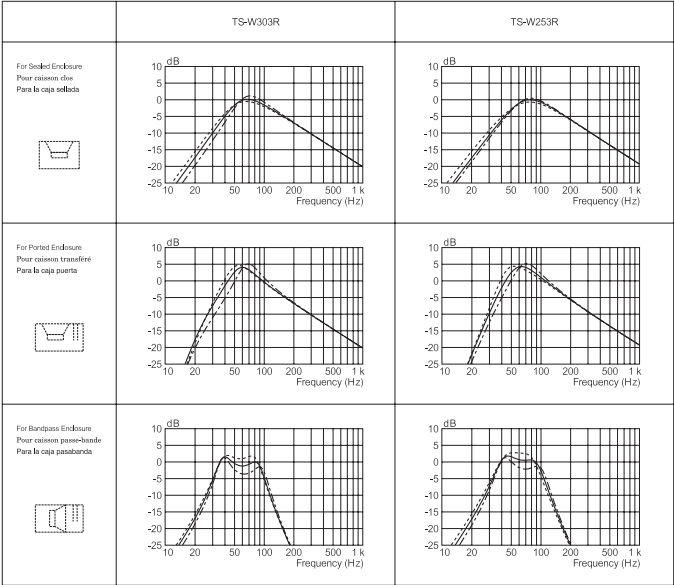 TS-W303R
TS-W253R
For Sealed Enclosure
Pour caisson clos
Para la caja sellada
dB
10
5
0
-5
-10
-15
-20
-25
10 20 50 100 200 500 1 k
Frequency (Hz)
dB
10
5
0
-5
-10
-15
-20
-25
10 20 50 100 200 500 1 k
Frequency (Hz)
For Ported Enclosure
Pour caisson transféré
Para la caja puerta
dB
10
5
0
-5
-10
-15
-20
-25
10 20 50 100 200 500 1 k
Frequency (Hz)
dB
10
5
0
-5
-10
-15
-20
-25
10 20 50 100 200 500 1 k
Frequency (Hz)
For Bandpass Enclosure
Pour caisson passe-bande
Para la caja pasabanda
dB
10
5
0
-5
-10
-15
-20
-25
10 20 50 100 200 500 1 k
Frequency (Hz)
dB
10
5
0
-5
-10
-15
-20
-25
10 20 50 100 200 500 1 k
Frequency (Hz)